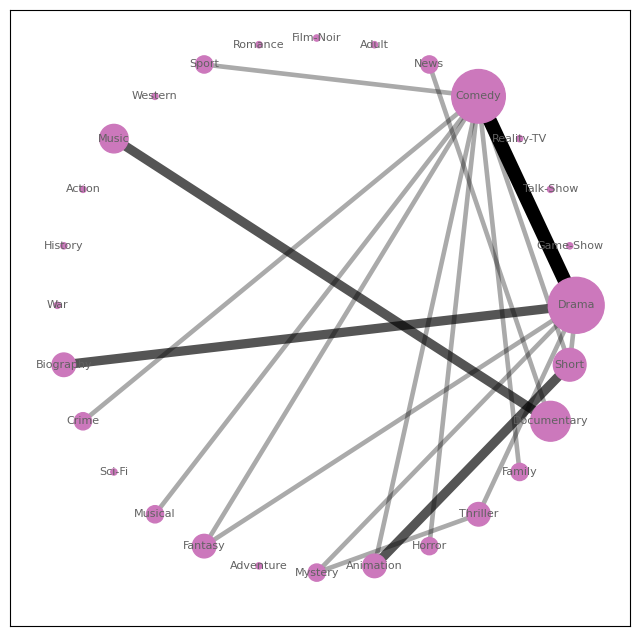 Film-Noir
Romance
Adult
Sport
News
Western
Comedy
Music
Reality-TV
Action
Talk-Show
History
Game-Show
War
Drama
Biography
Short
Crime
Documentary
Sci-Fi
Family
Musical
Thriller
Fantasy
Horror
Adventure
Mystery
Animation